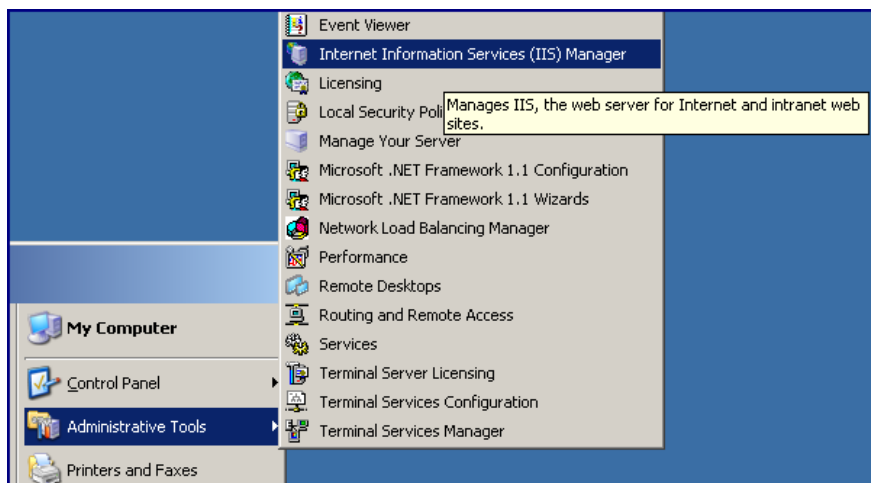 Event Viewer
Internet Information Services (IIS) Manager
Licensing
Local Security Poli
Manages IIS, the web server for Internet and intranet web
sites.
Manage Your Server
Microsoft .NET Framework 1.1 Configuration
Microsoft .NET Framework 1.1 Wizards
Network Load Balancing Manager
Performance
Remote Desktops
Routing and Remote Access
Services
Terminal Server Licensing
Terminal Services Configuration
Terminal Services Manager
My Computer
Control Panel
Administrative Tools
Printers and Faxes